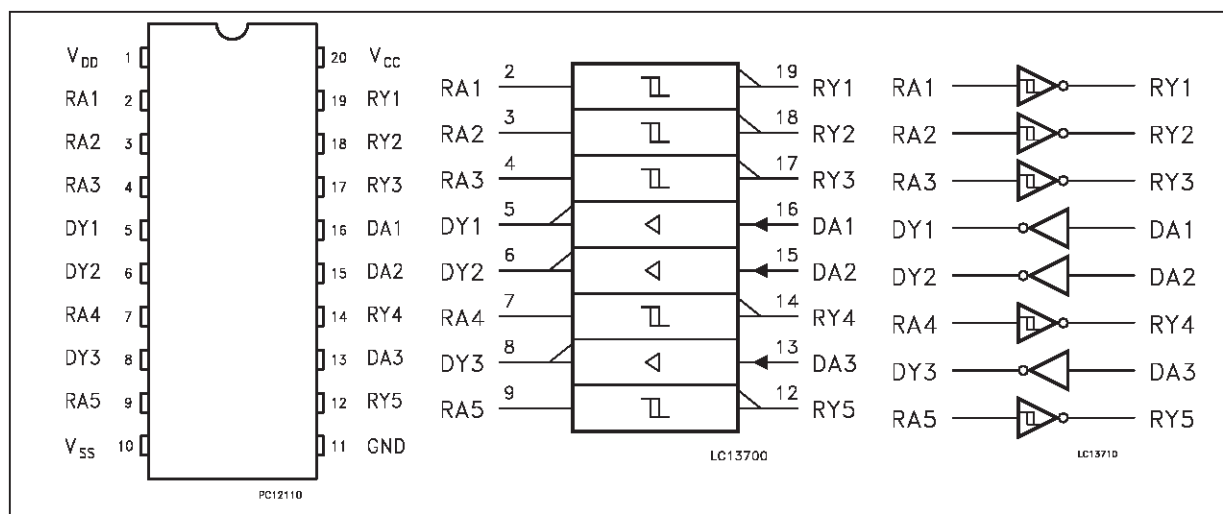 V_DD 1 20 V_CC
RA1 2 19 RY1
RA2 3 18 RY2
RA3 4 17 RY3
DY1 5 16 DA1
DY2 6 15 DA2
RA4 7 14 RY4
DY3 8 13 DA3
RA5 9 12 RY5
V_SS 10 11 GND
PC12110
RA1 2 19 RY1
RA2 3 18 RY2
RA3 4 17 RY3
DY1 5 16 DA1
DY2 6 15 DA2
RA4 7 14 RY4
DY3 8 13 DA3
RA5 9 12 RY5
LC13700
RA1 RY1
RA2 RY2
RA3 RY3
DY1 DA1
DY2 DA2
RA4 RY4
DY3 DA3
RA5 RY5
LC13710